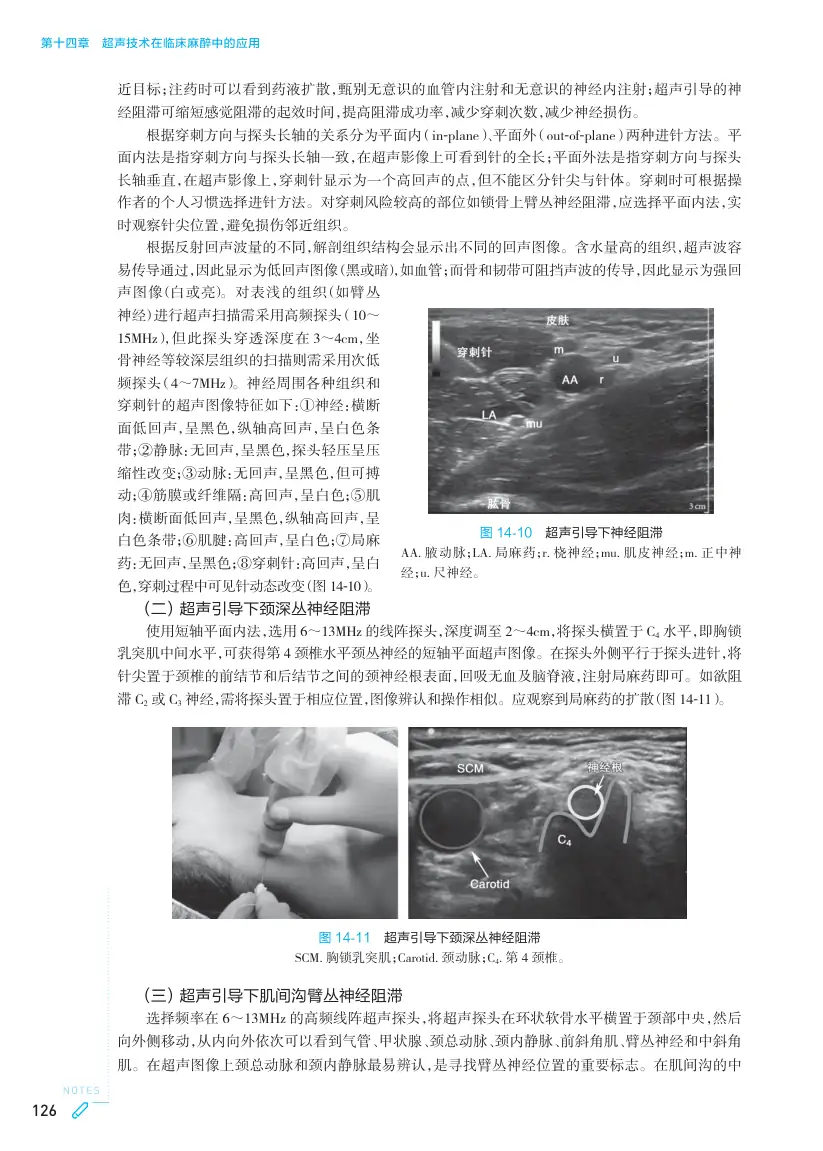 第十四章 超声技术在临床麻醉中的应用
近目标；注药时可以看到药液扩散，甄别无意识的血管内注射和无意识的神经内注射；超声引导的神
经阻滞可缩短感觉阻滞的起效时间，提高阻滞成功率，减少穿刺次数，减少神经损伤。
根据穿刺方向与探头长轴的关系分为平面内（in-plane）、平面外（out-of-plane）两种进针方法。平
面内法是指穿刺方向与探头长轴一致，在超声影像上可看到针的全长；平面外法是指穿刺方向与探头
长轴垂直，在超声影像上，穿刺针显示为一个高回声的点，但不能区分针尖与针体。穿刺时可根据操
作者的个人习惯选择进针方法。对穿刺风险较高的部位如锁骨上臂丛神经阻滞，应选择平面内法，实
时观察针尖位置，避免损伤邻近组织。
根据反射回声波量的不同，解剖组织结构会显示出不同的回声图像。含水量高的组织，超声波容
易传导通过，因此显示为低回声图像（黑或暗），如血管；而骨和韧带可阻挡声波的传导，因此显示为强回
声图像（白或亮）。对表浅的组织（如臂丛
神经）进行超声扫描需采用高频探头（10～
15MHz），但此探头穿透深度在 3～4cm，坐
骨神经等较深层组织的扫描则需采用次低
频探头（4～7MHz）。神经周围各种组织和
穿刺针的超声图像特征如下：①神经：横断
面低回声，呈黑色，纵轴高回声，呈白色条
带；②静脉：无回声，呈黑色，探头轻压呈压
缩性改变；③动脉：无回声，呈黑色，但可搏
动；④筋膜或纤维隔：高回声，呈白色；⑤肌
肉：横断面低回声，呈黑色，纵轴高回声，呈
白色条带；⑥肌腱：高回声，呈白色；⑦局麻
药：无回声，呈黑色；⑧穿刺针：高回声，呈白
色，穿刺过程中可见针动态改变（图 14-10）。
皮肤
穿刺针
m
u
AA
r
LA
mu
肱骨
3 cm
图 14-10 超声引导下神经阻滞
AA. 腋动脉；LA. 局麻药；r. 桡神经；mu. 肌皮神经；m. 正中神
经；u. 尺神经。
（二）超声引导下颈深丛神经阻滞
使用短轴平面内法，选用 6～13MHz 的线阵探头，深度调至 2～4cm，将探头横置于 C₄ 水平，即胸锁
乳突肌中间水平，可获得第 4 颈椎水平颈丛神经的短轴平面超声图像。在探头外侧平行于探头进针，将
针尖置于颈椎的前结节和后结节之间的颈神经根表面，回吸无血及脑脊液，注射局麻药即可。如欲阻
滞 C₂ 或 C₃ 神经，需将探头置于相应位置，图像辨认和操作相似。应观察到局麻药的扩散（图 14-11）。
SCM
神经根
C₄
Carotid
图 14-11 超声引导下颈深丛神经阻滞
SCM. 胸锁乳突肌；Carotid. 颈动脉；C₄. 第 4 颈椎。
（三）超声引导下肌间沟臂丛神经阻滞
选择频率在 6～13MHz 的高频线阵超声探头，将超声探头在环状软骨水平横置于颈部中央，然后
向外侧移动，从内向外依次可以看到气管、甲状腺、颈总动脉、颈内静脉、前斜角肌、臂丛神经和中斜角
肌。在超声图像上颈总动脉和颈内静脉最易辨认，是寻找臂丛神经位置的重要标志。在肌间沟的中
NOTES
126